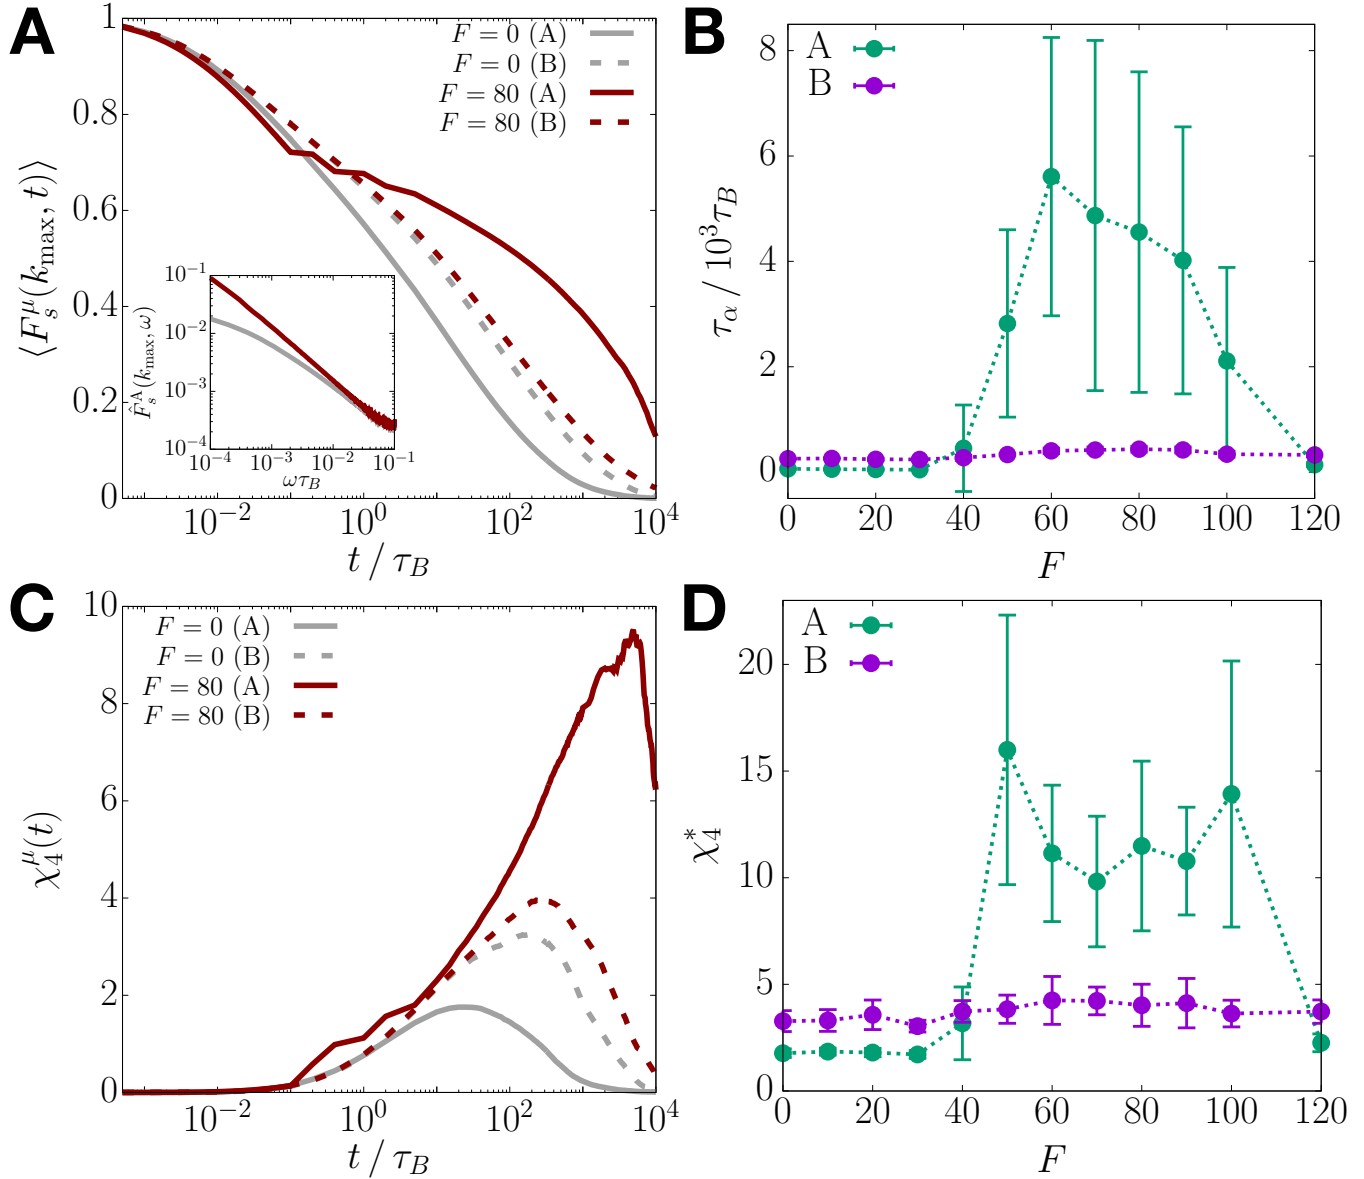 A
⟨F_s^μ(k_max, t)⟩
1
0.8
0.6
0.4
0.2
0
F = 0 (A)
F = 0 (B)
F = 80 (A)
F = 80 (B)
F̂_s^A(k_max, ω)
10^−1
10^−2
10^−3
10^−4
10^−4 10^−3 10^−2 10^−1
ωτ_B
10^−2 10^0 10^2 10^4
t / τ_B
B
τ_α / 10^3 τ_B
8
6
4
2
0
A
B
0 20 40 60 80 100 120
F
C
χ_4^μ(t)
10
8
6
4
2
0
F = 0 (A)
F = 0 (B)
F = 80 (A)
F = 80 (B)
10^−2 10^0 10^2 10^4
t / τ_B
D
χ_4^*
20
15
10
5
0
A
B
0 20 40 60 80 100 120
F